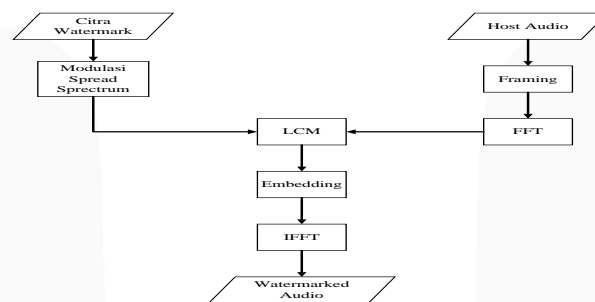 Citra
Watermark
Host Audio
Modulasi
Spread
Sprectrum
Framing
LCM
FFT
Embedding
IFFT
Watermarked
Audio